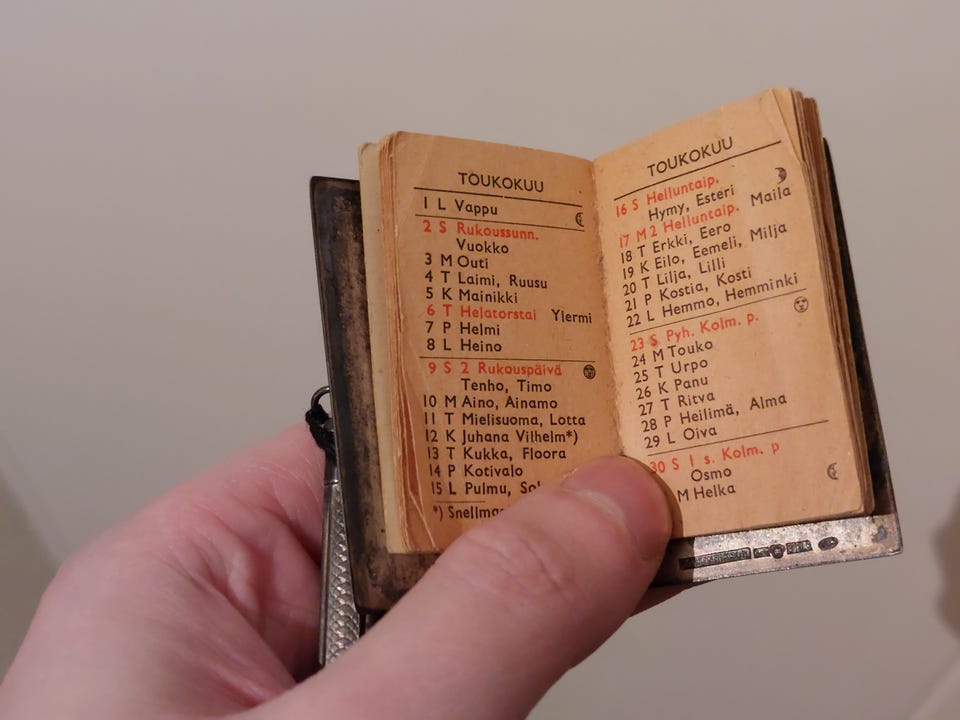 TOUKOKUU
1 L Vappu
2 S Rukoussunn.
Vuokko
3 M Outi
4 T Laimi, Ruusu
5 K Mainikki
6 T Helatorstai Ylermi
7 P Helmi
8 L Heino
9 S 2 Rukouspäivä
Tenho, Timo
10 M Aino, Ainamo
11 T Mielisuoma, Lotta
12 K Juhana Vilhelm*)
13 T Kukka, Floora
14 P Kotivalo
15 L Pulmu,
*)
TOUKOKUU
16 S Helluntaip.
Hymy, Esteri
17 M 2 Helluntaip. Maila
18 T Erkki, Eero
19 K Eilo, Eemeli, Milja
20 T Lilja, Lilli
21 P Kostia, Kosti
22 L Hemmo, Hemminki
23 S Pyh. Kolm. p.
24 M Touko
25 T Urpo
26 K Panu
27 T Ritva
28 P Heilimä, Alma
29 L Oiva
30 S 1 s. Kolm. p
Osmo
M Helka